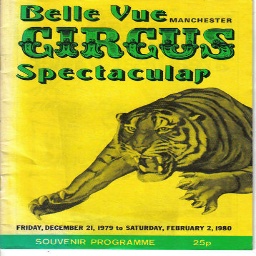 Belle Vue MANCHESTER
CIRCUS
Spectacular
FRIDAY, DECEMBER 21, 1979 TO SATURDAY, FEBRUARY 2, 1980
SOUVENIR PROGRAMME 25p